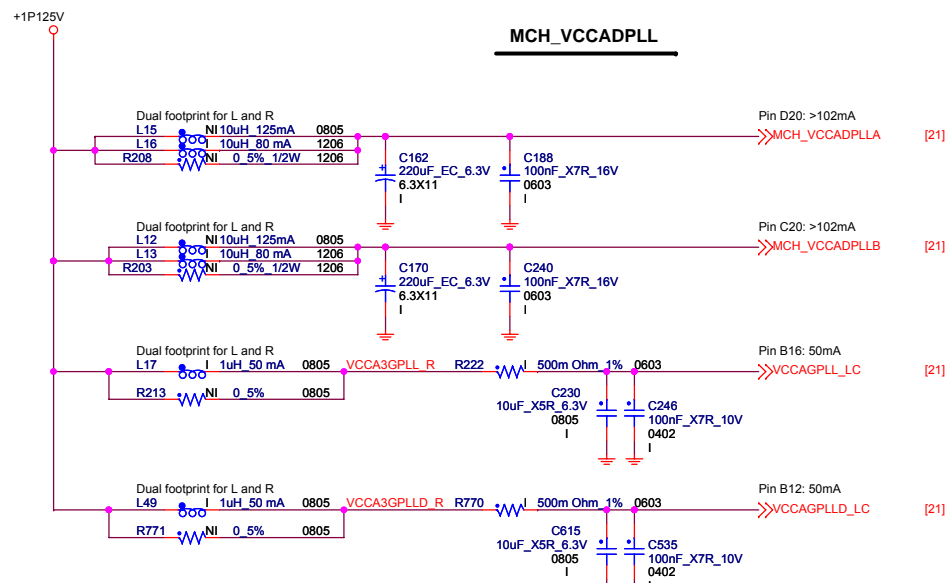 +1P125V
MCH_VCCADPLL
Dual footprint for L and R
L15 NI 10uH_125mA 0805
L16 I 10uH_80 mA 1206
R208 NI 0_5%_1/2W 1206
C162
220uF_EC_6.3V
6.3X11
I
C188
100nF_X7R_16V
0603
I
Pin D20: >102mA
MCH_VCCADPLLA [21]
Dual footprint for L and R
L12 NI 10uH_125mA 0805
L13 I 10uH_80 mA 1206
R203 NI 0_5%_1/2W 1206
C170
220uF_EC_6.3V
6.3X11
I
C240
100nF_X7R_16V
0603
I
Pin C20: >102mA
MCH_VCCADPLLB [21]
Dual footprint for L and R
L17 I 1uH_50 mA 0805 VCCA3GPLL_R R222 I 500m Ohm_1% 0603
R213 NI 0_5% 0805
C230
10uF_X5R_6.3V
0805
I
C246
100nF_X7R_10V
0402
I
Pin B16: 50mA
VCCAGPLL_LC [21]
Dual footprint for L and R
L49 I 1uH_50 mA 0805 VCCA3GPLLD_R R770 I 500m Ohm_1% 0603
R771 NI 0_5% 0805
C615
10uF_X5R_6.3V
0805
I
C535
100nF_X7R_10V
0402
Pin B12: 50mA
VCCAGPLLD_LC [21]